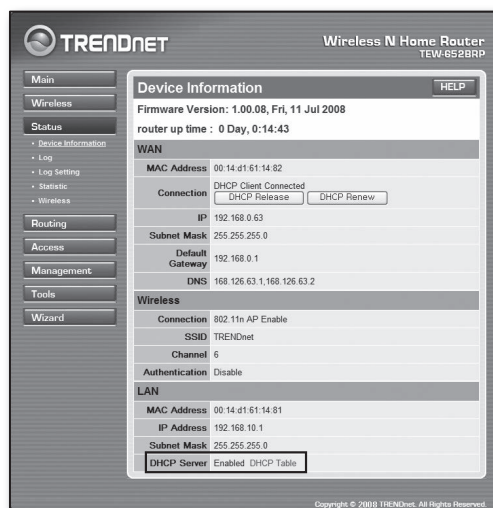 TRENDNET
Wireless N Home Router
TEW-652BRP
Main
Wireless
Status
• Device Information
• Log
• Log Setting
• Statistic
• Wireless
Routing
Access
Management
Tools
Wizard
Device Information
HELP
Firmware Version: 1.00.08, Fri, 11 Jul 2008
router up time : 0 Day, 0:14:43
WAN
MAC Address 00:14:d1:61:14:82
Connection DHCP Client Connected
DHCP Release DHCP Renew
IP 192.168.0.63
Subnet Mask 255.255.255.0
Default
Gateway 192.168.0.1
DNS 168.126.63.1,168.126.63.2
Wireless
Connection 802.11n AP Enable
SSID TRENDnet
Channel 6
Authentication Disable
LAN
MAC Address 00:14:d1:61:14:81
IP Address 192.168.10.1
Subnet Mask 255.255.255.0
DHCP Server Enabled DHCP Table
Copyright © 2008 TRENDnet. All Rights Reserved.